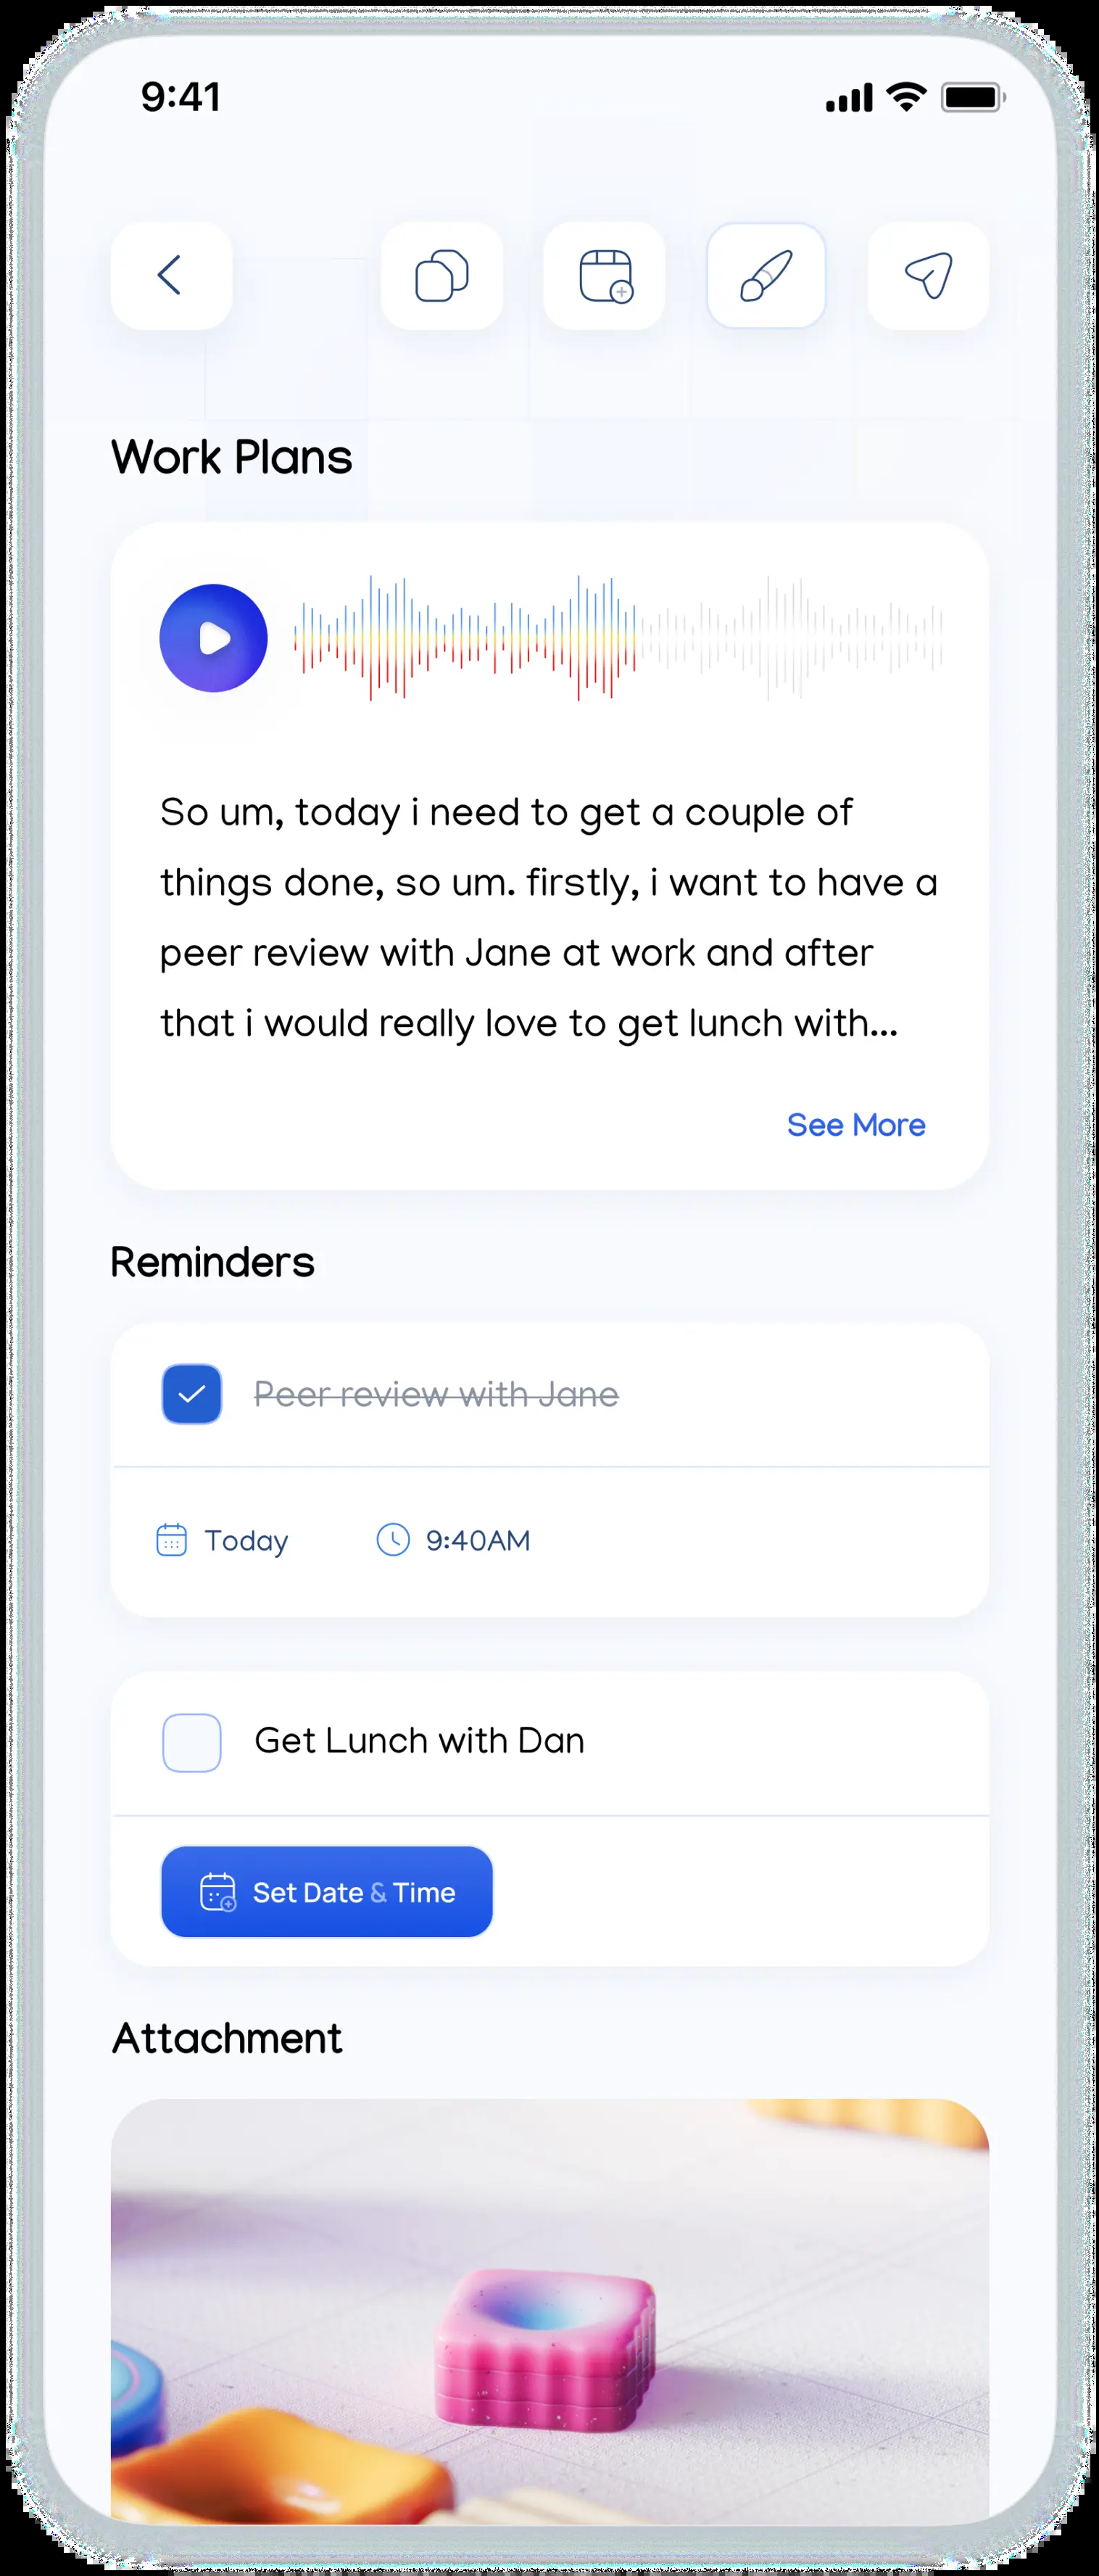 9:41
Work Plans
So um, today i need to get a couple of
things done, so um. firstly, i want to have a
peer review with Jane at work and after
that i would really love to get lunch with...
See More
Reminders
Peer review with Jane
Today 9:40AM
Get Lunch with Dan
Set Date & Time
Attachment